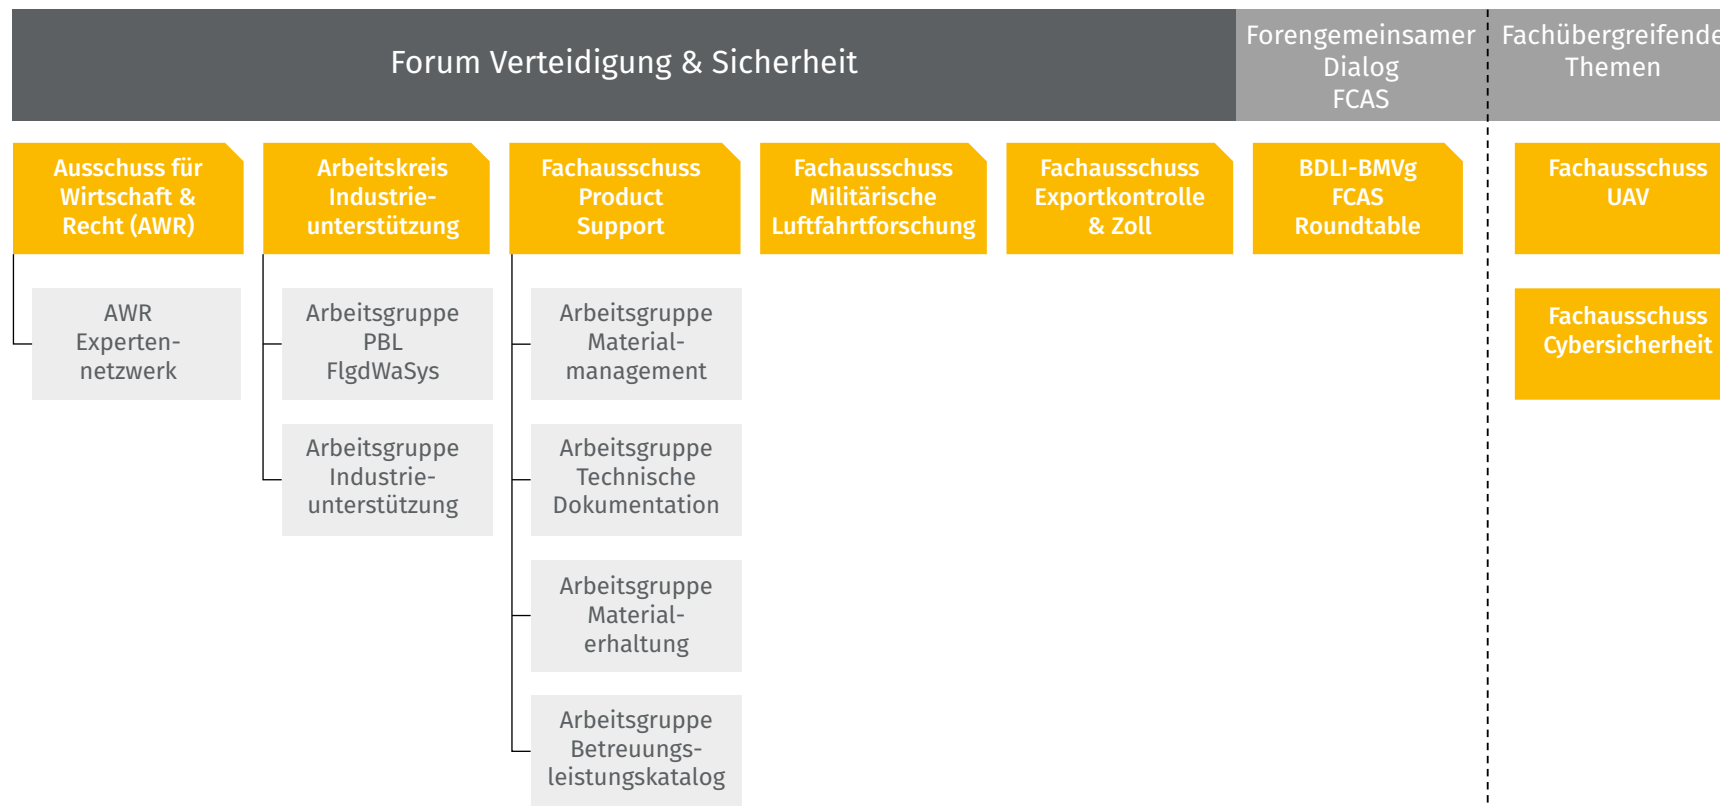 Forum Verteidigung & Sicherheit
Forengemeinsamer
Dialog
FCAS
Fachübergreifende
Themen
Ausschuss für
Wirtschaft &
Recht (AWR)
Arbeitskreis
Industrie-
unterstützung
Fachausschuss
Product
Support
Fachausschuss
Militärische
Luftfahrtforschung
Fachausschuss
Exportkontrolle
& Zoll
BDLI-BMVg
FCAS
Roundtable
Fachausschuss
UAV
AWR
Experten-
netzwerk
Arbeitsgruppe
PBL
FlgdWaSys
Arbeitsgruppe
Material-
management
Fachausschuss
Cybersicherheit
Arbeitsgruppe
Industrie-
unterstützung
Arbeitsgruppe
Technische
Dokumentation
Arbeitsgruppe
Material-
erhaltung
Arbeitsgruppe
Betreuungs-
leistungskatalog